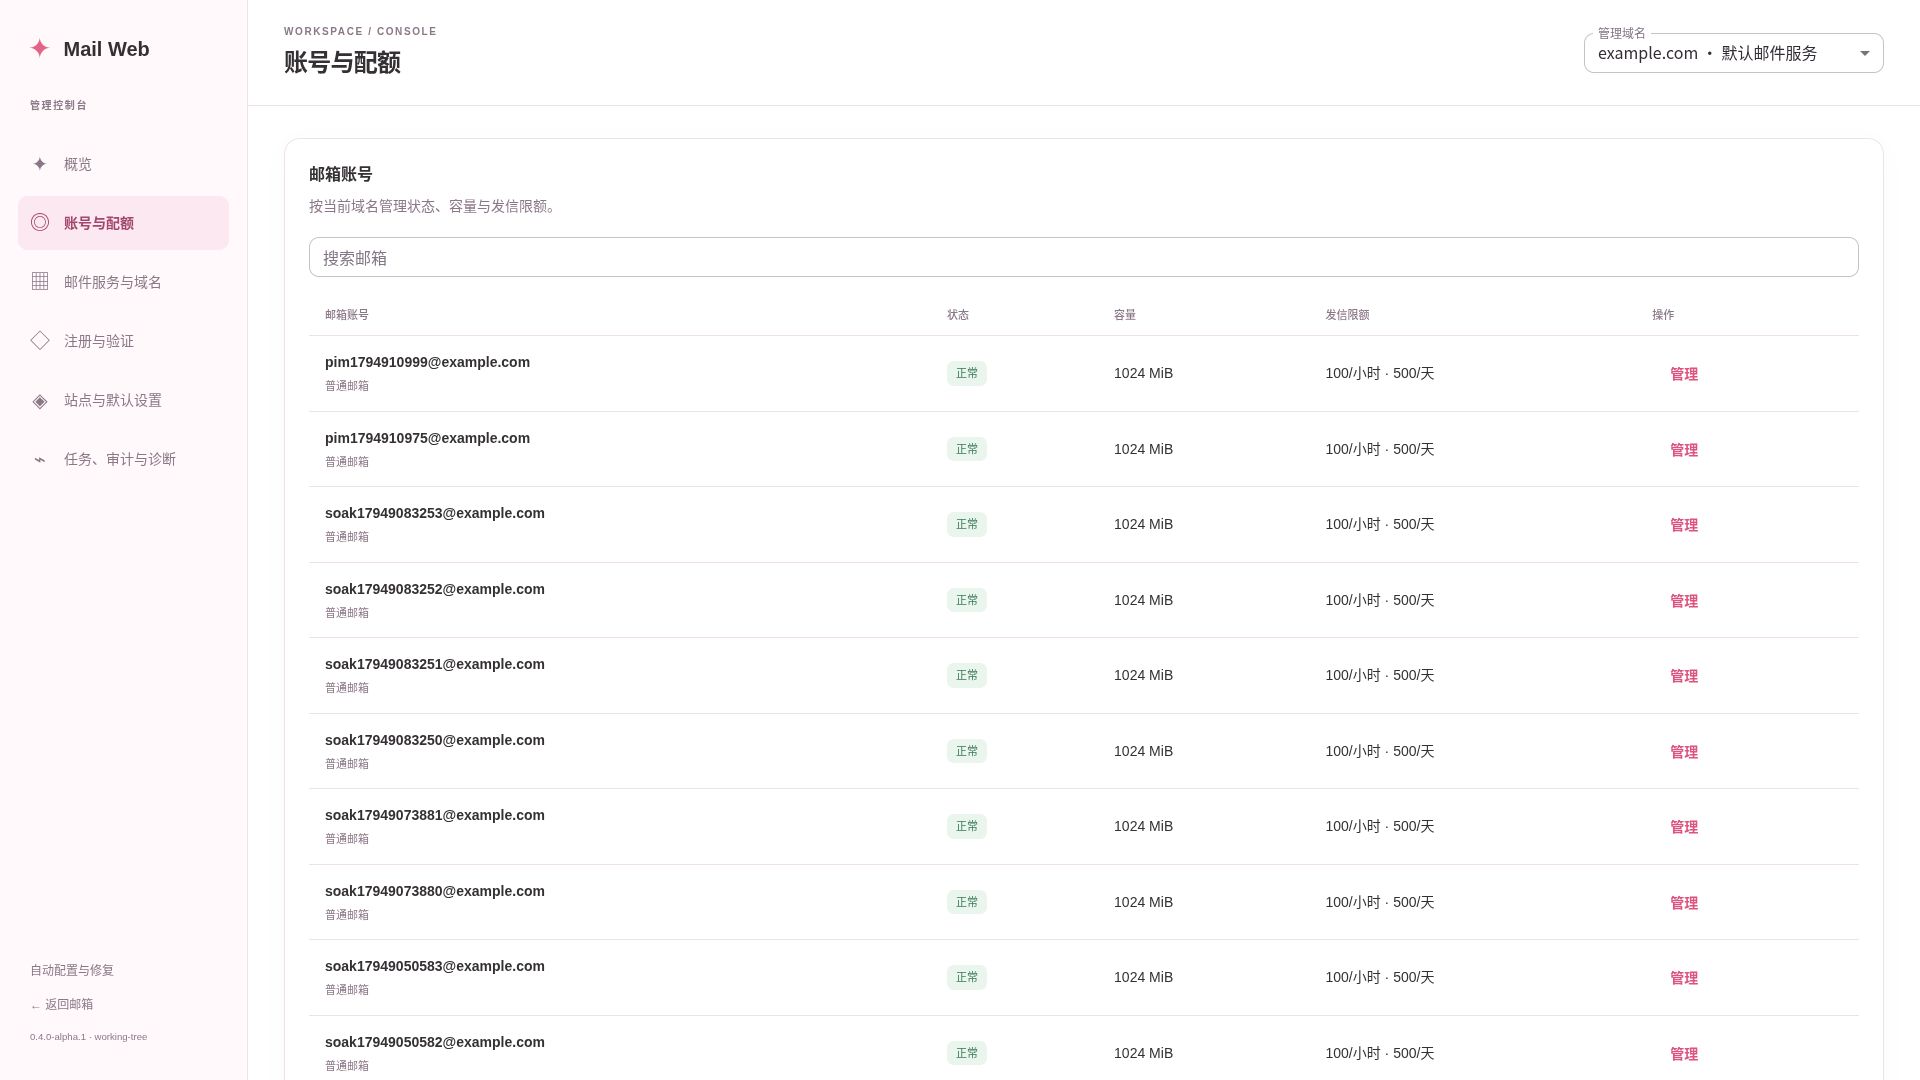 Mail Web
管理控制台
概览
账号与配额
邮件服务与域名
注册与验证
站点与默认设置
任务、审计与诊断
自动配置与修复
← 返回邮箱
0.4.0-alpha.1 · working-tree
WORKSPACE / CONSOLE
账号与配额
管理域名
example.com · 默认邮件服务
邮箱账号
按当前域名管理状态、容量与发信限额。
搜索邮箱
邮箱账号 状态 容量 发信限额 操作
pim1794910999@example.com
普通邮箱
正常 1024 MiB 100/小时 · 500/天 管理
pim1794910975@example.com
普通邮箱
正常 1024 MiB 100/小时 · 500/天 管理
soak17949083253@example.com
普通邮箱
正常 1024 MiB 100/小时 · 500/天 管理
soak17949083252@example.com
普通邮箱
正常 1024 MiB 100/小时 · 500/天 管理
soak17949083251@example.com
普通邮箱
正常 1024 MiB 100/小时 · 500/天 管理
soak17949083250@example.com
普通邮箱
正常 1024 MiB 100/小时 · 500/天 管理
soak17949073881@example.com
普通邮箱
正常 1024 MiB 100/小时 · 500/天 管理
soak17949073880@example.com
普通邮箱
正常 1024 MiB 100/小时 · 500/天 管理
soak17949050583@example.com
普通邮箱
正常 1024 MiB 100/小时 · 500/天 管理
soak17949050582@example.com
普通邮箱
正常 1024 MiB 100/小时 · 500/天 管理